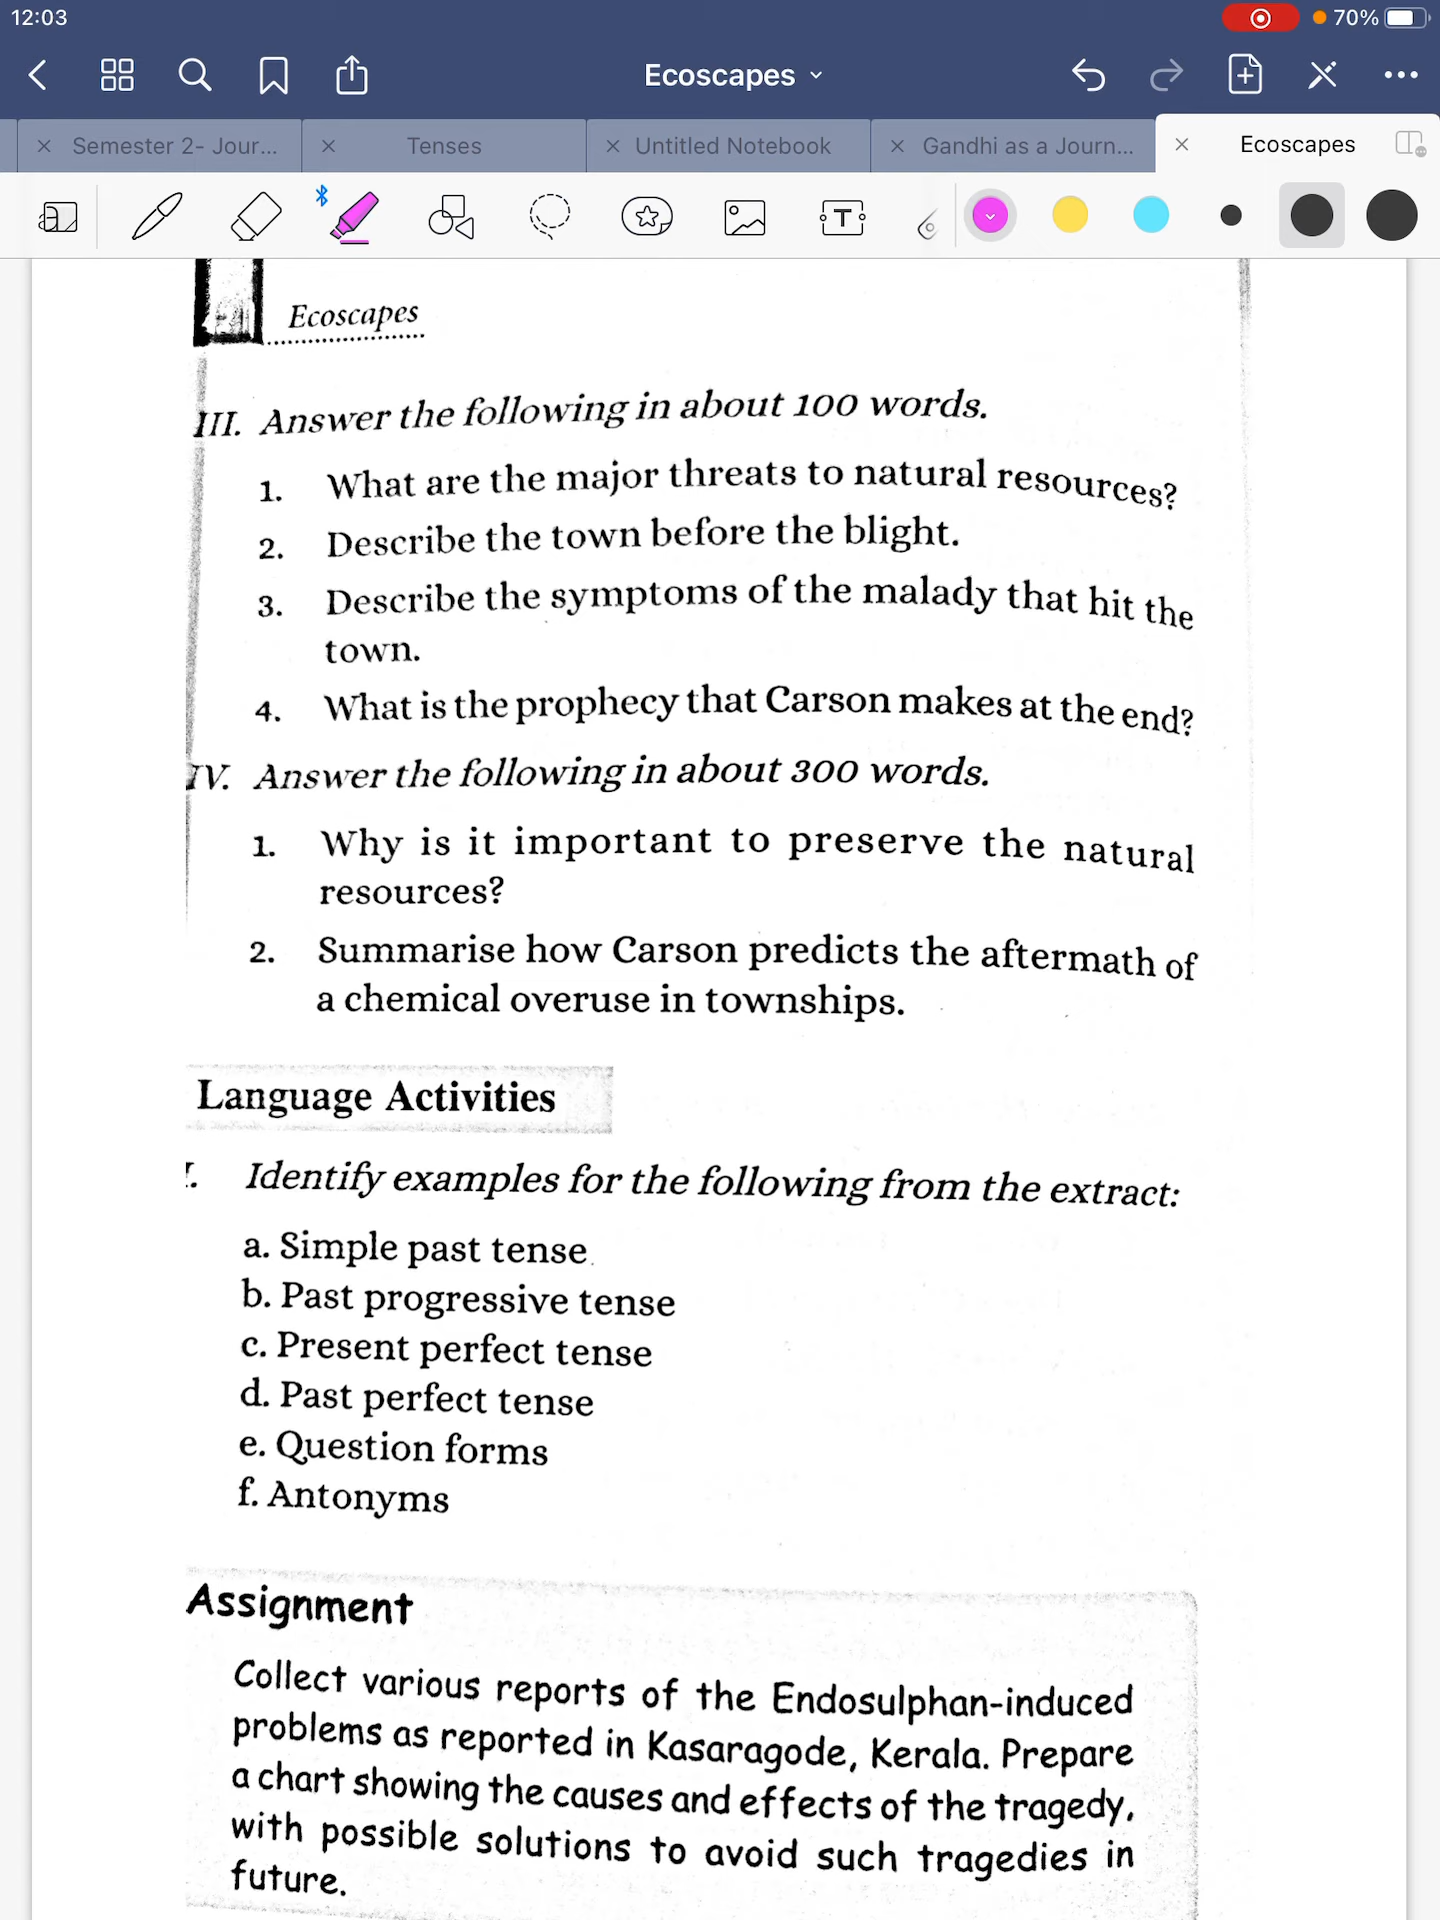 12:03
70%
Ecoscapes
Semester 2- Jour...
Tenses
Untitled Notebook
Gandhi as a Journ...
Ecoscapes
Ecoscapes
III. Answer the following in about 100 words.
1. What are the major threats to natural resources?
2. Describe the town before the blight.
3. Describe the symptoms of the malady that hit the
town.
4. What is the prophecy that Carson makes at the end?
IV. Answer the following in about 300 words.
1. Why is it important to preserve the natural
resources?
2. Summarise how Carson predicts the aftermath of
a chemical overuse in townships.
Language Activities
I. Identify examples for the following from the extract:
a. Simple past tense
b. Past progressive tense
c. Present perfect tense
d. Past perfect tense
e. Question forms
f. Antonyms
Assignment
Collect various reports of the Endosulphan-induced
problems as reported in Kasaragode, Kerala. Prepare
a chart showing the causes and effects of the tragedy,
with possible solutions to avoid such tragedies in
future.